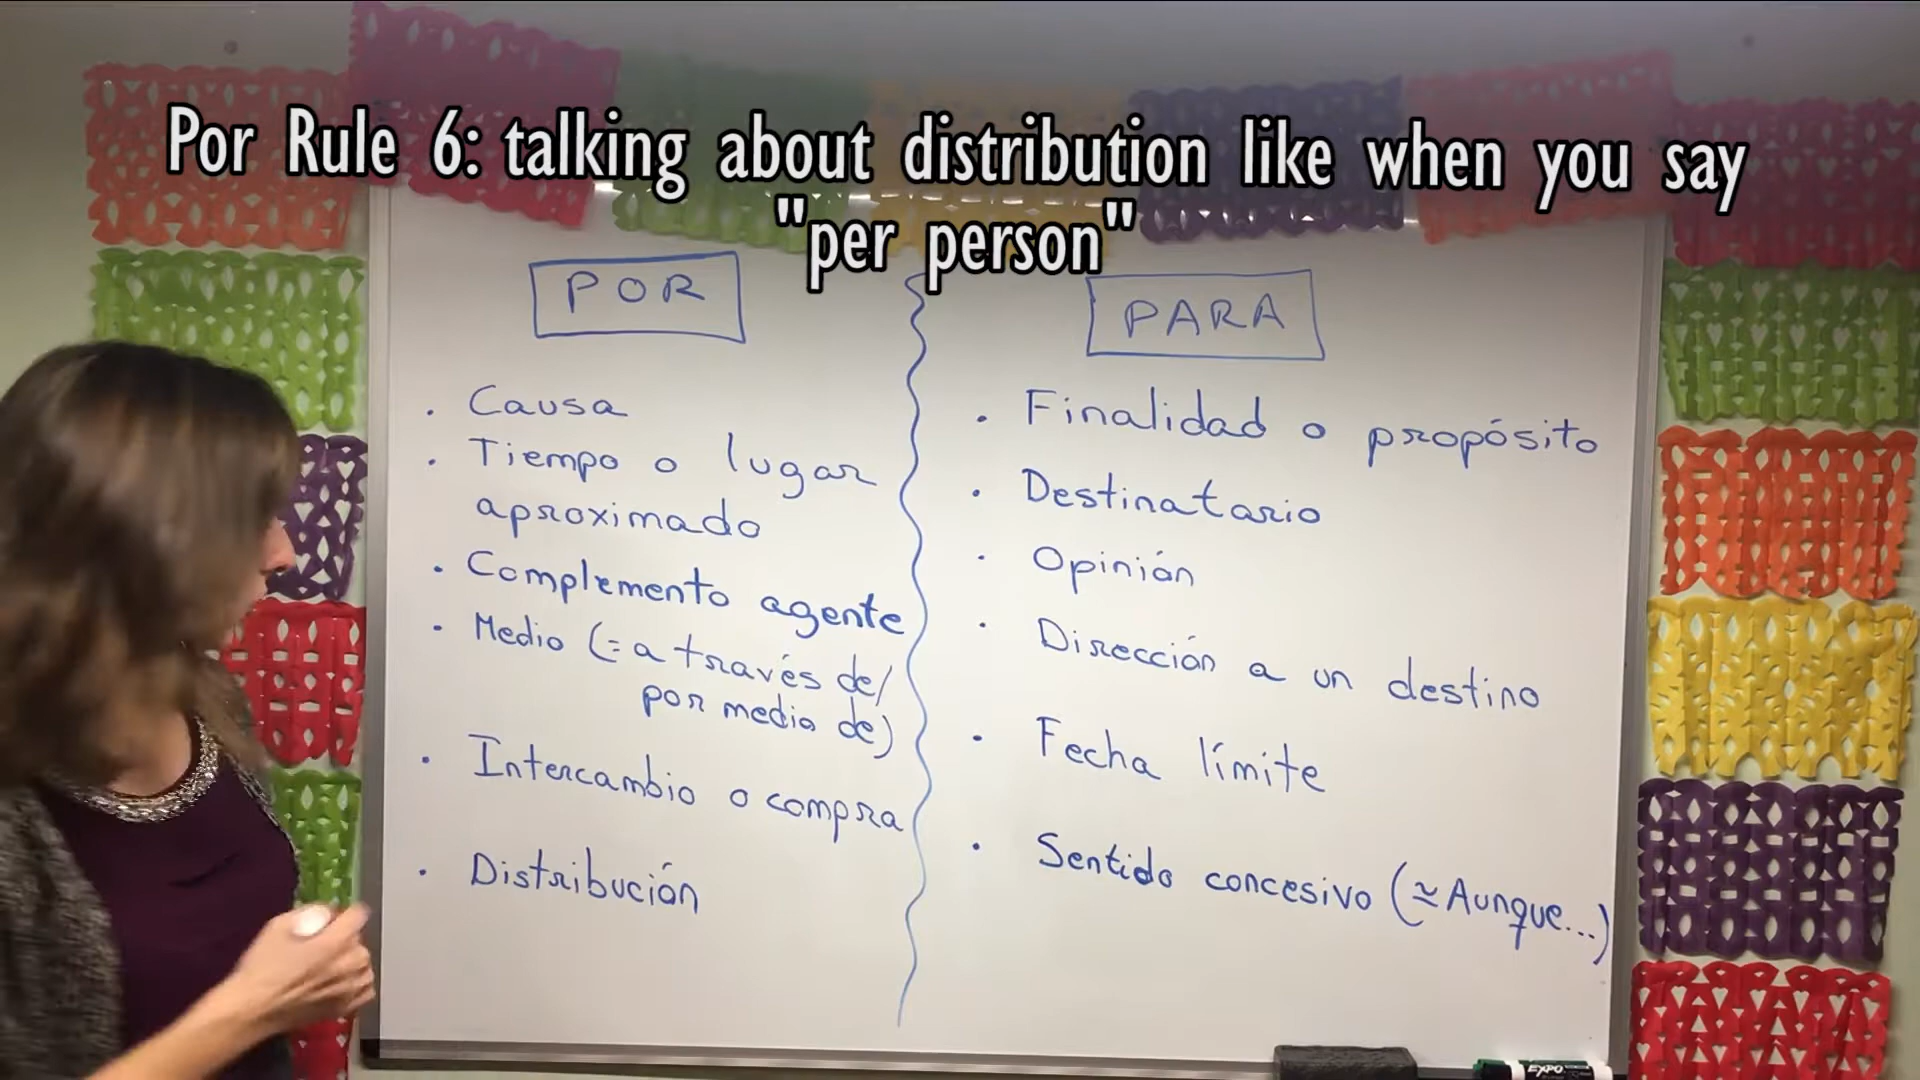 Por Rule 6: talking about distribution like when you say
"per person"
POR
• Causa
• Tiempo o lugar
aproximado
• Complemento agente
• Medio (= a través de/
por medio de)
• Intercambio o compra
• Distribución
PARA
• Finalidad o propósito
• Destinatario
• Opinión
• Dirección a un destino
• Fecha límite
• Sentido concesivo (≈ Aunque...)
EXPO